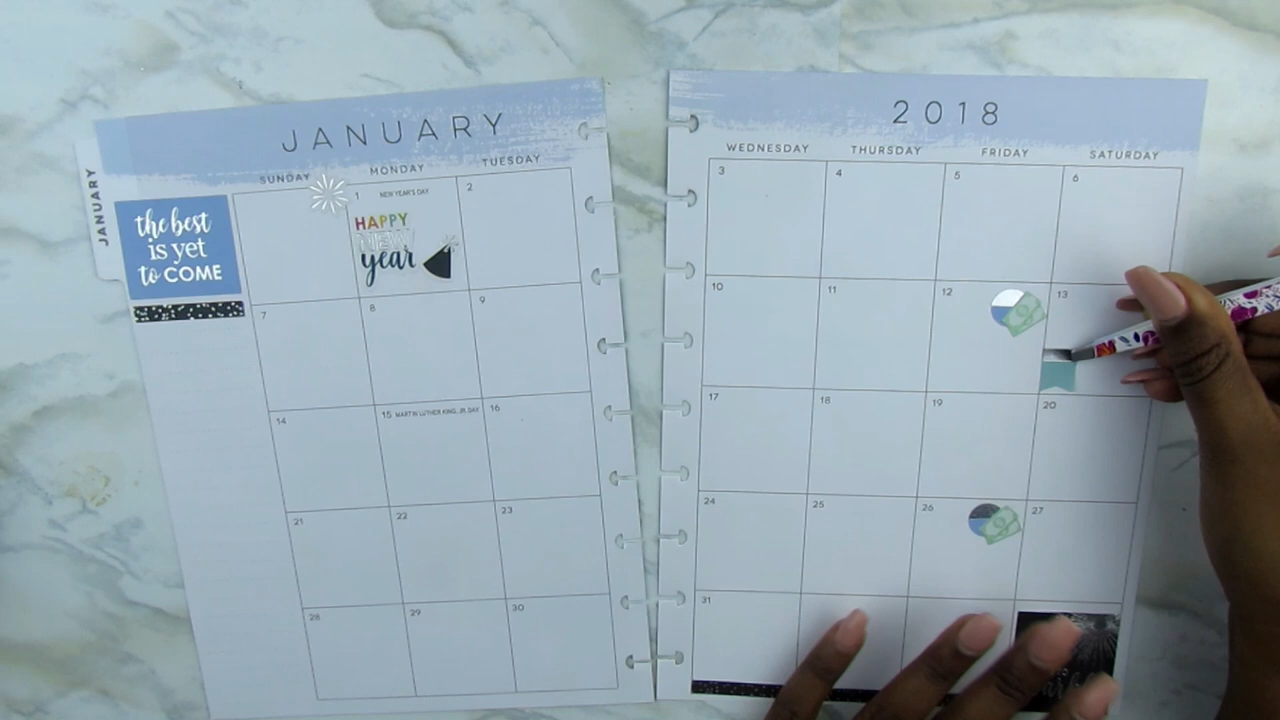 JANUARY
JANUARY
SUNDAY MONDAY TUESDAY
the best
is yet
to COME
1 NEW YEAR'S DAY
2
HAPPY
NEW
year
7 8 9
14 15 MARTIN LUTHER KING, JR. DAY 16
21 22 23
28 29 30
2018
WEDNESDAY THURSDAY FRIDAY SATURDAY
3 4 5 6
10 11 12 13
17 18 19 20
24 25 26 27
31